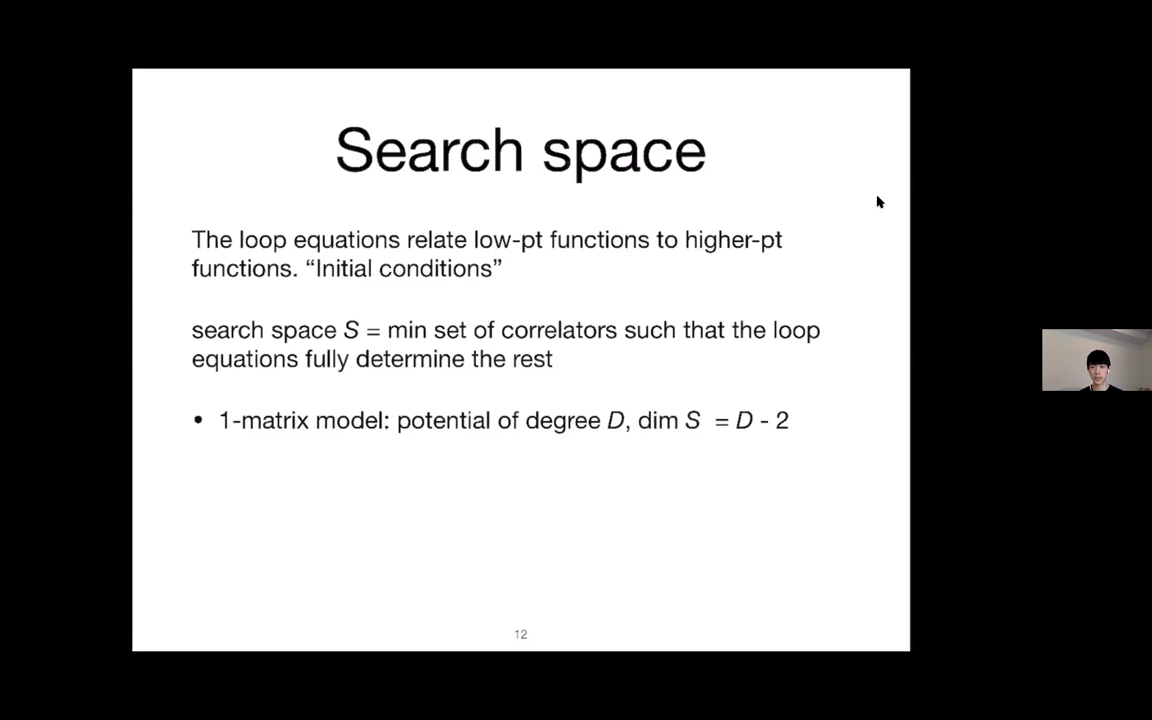 Search space
The loop equations relate low-pt functions to higher-pt
functions. “Initial conditions”
search space S = min set of correlators such that the loop
equations fully determine the rest
• 1-matrix model: potential of degree D, dim S = D - 2
12